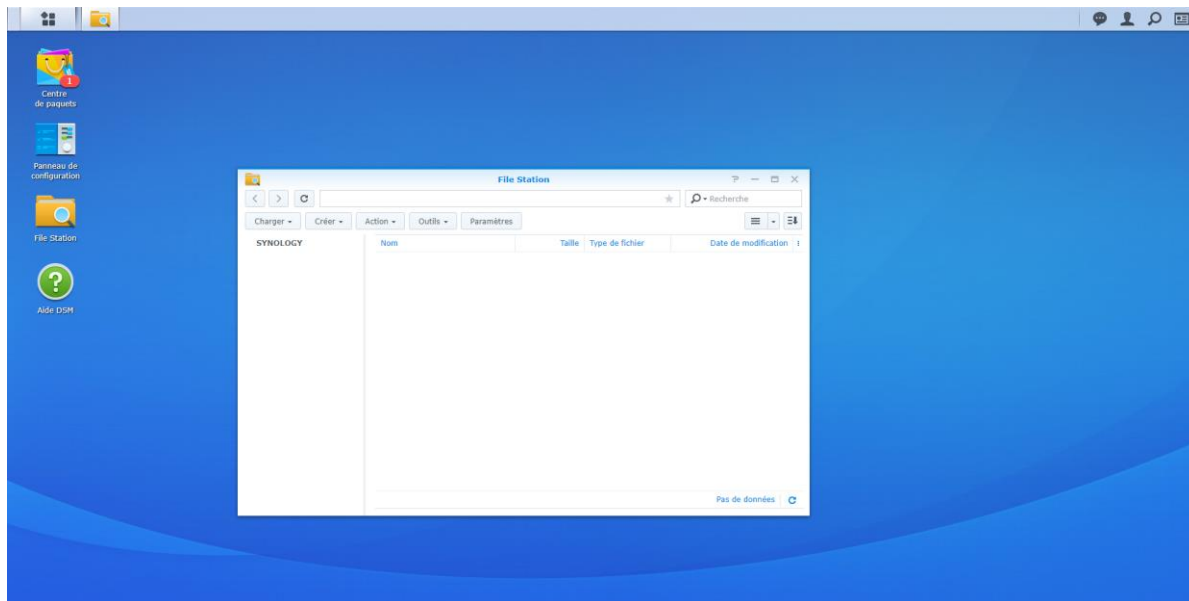 1
Centre
de paquets
Panneau de
configuration
File Station
Aide DSM
File Station
Recherche
Charger Créer Action Outils Paramètres
SYNOLOGY Nom Taille Type de fichier Date de modification
Pas de données